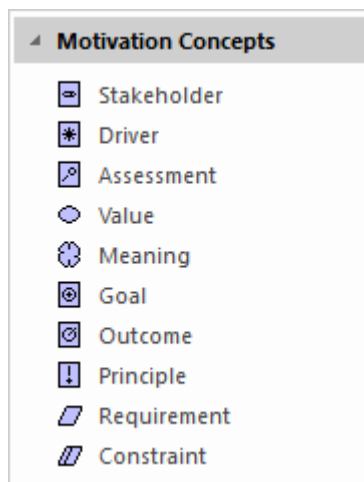 Motivation Concepts
Stakeholder
Driver
Assessment
Value
Meaning
Goal
Outcome
Principle
Requirement
Constraint